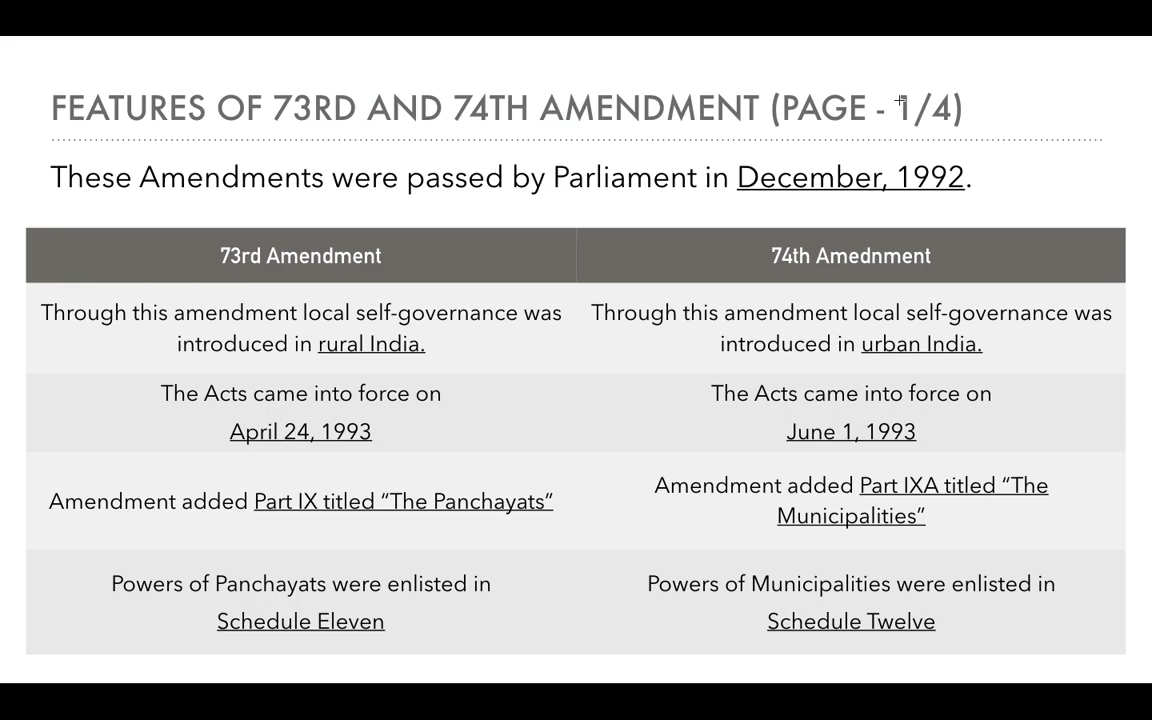 FEATURES OF 73RD AND 74TH AMENDMENT (PAGE - 1/4)
These Amendments were passed by Parliament in December, 1992.
73rd Amendment
74th Amednment
Through this amendment local self-governance was
introduced in rural India.
Through this amendment local self-governance was
introduced in urban India.
The Acts came into force on
April 24, 1993
The Acts came into force on
June 1, 1993
Amendment added Part IX titled “The Panchayats”
Amendment added Part IXA titled “The
Municipalities”
Powers of Panchayats were enlisted in
Schedule Eleven
Powers of Municipalities were enlisted in
Schedule Twelve